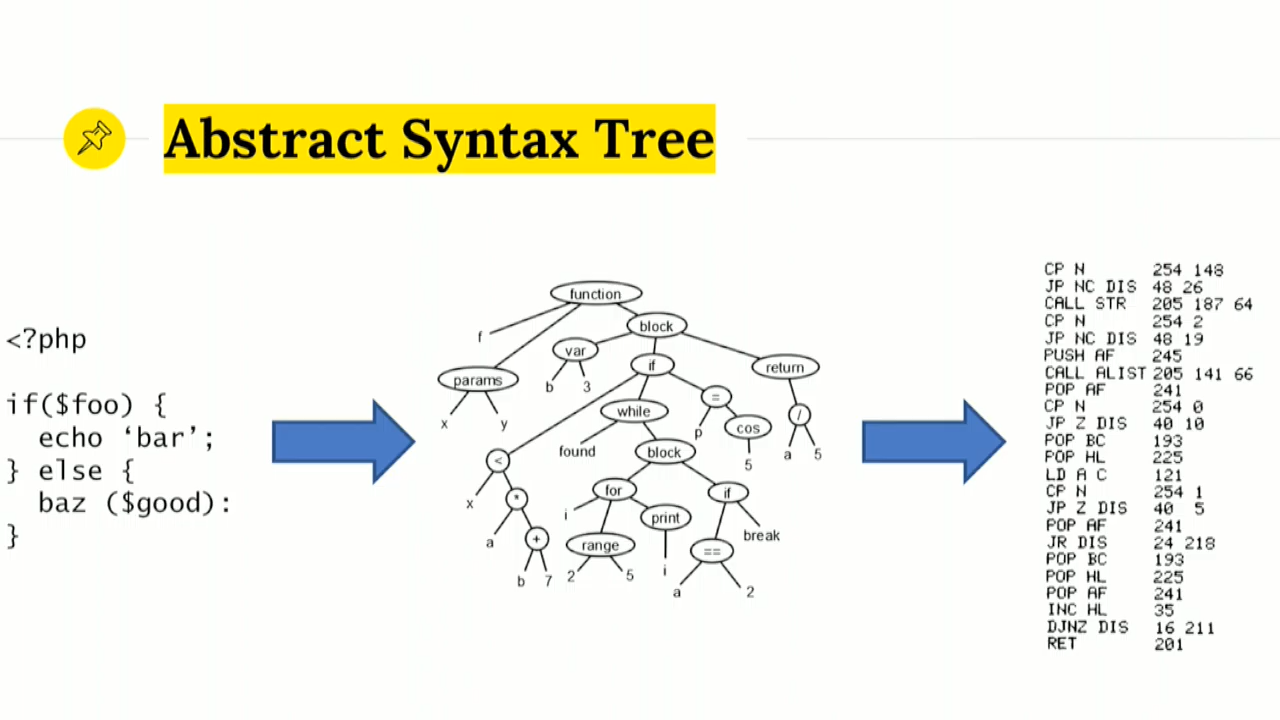 Abstract Syntax Tree
<?php
if($foo) {
echo ‘bar’;
} else {
baz ($good):
}
function
f
block
var
params
b
3
if
return
x
y
while
=
/
found
block
p
cos
a
5
5
<
x
*
for
if
i
print
break
a
+
range
==
b
7
2
5
i
a
2
CP N 254 148
JP NC DIS 48 26
CALL STR 205 187 64
CP N 254 2
JP NC DIS 48 19
PUSH AF 245
CALL ALIST 205 141 66
POP AF 241
CP N 254 0
JP Z DIS 40 10
POP BC 193
POP HL 225
LD A C 121
CP N 254 1
JP Z DIS 40 5
POP AF 241
JR DIS 24 218
POP BC 193
POP HL 225
POP AF 241
INC HL 35
DJNZ DIS 16 211
RET 201